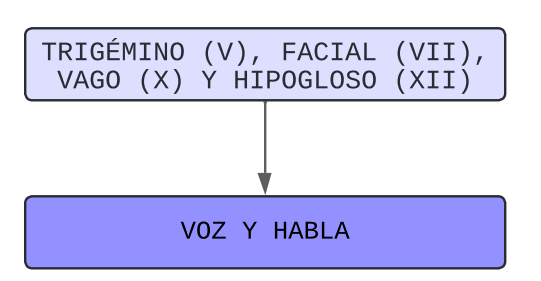 TRIGÉMINO (V), FACIAL (VII),
VAGO (X) Y HIPOGLOSO (XII)
VOZ Y HABLA